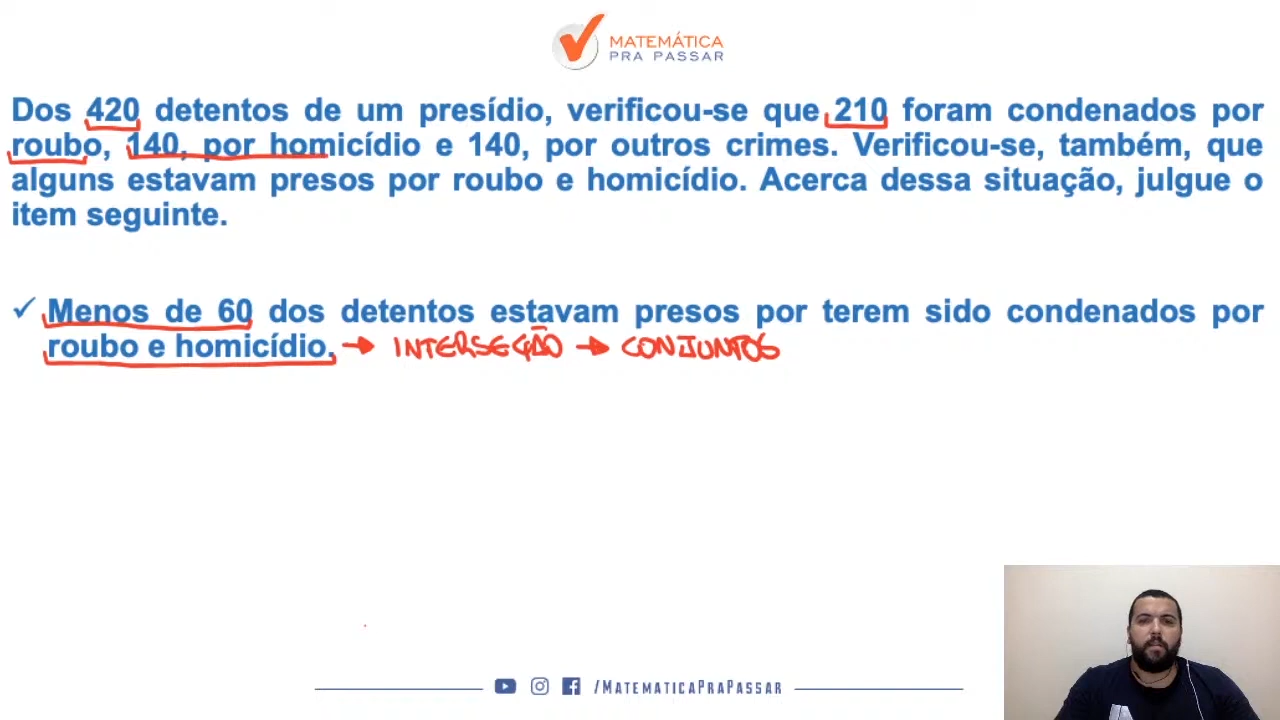 MATEMÁTICA
PRA PASSAR
Dos 420 detentos de um presídio, verificou-se que 210 foram condenados por
roubo, 140, por homicídio e 140, por outros crimes. Verificou-se, também, que
alguns estavam presos por roubo e homicídio. Acerca dessa situação, julgue o
item seguinte.
✓ Menos de 60 dos detentos estavam presos por terem sido condenados por
roubo e homicídio. → INTERSEÇÃO → CONJUNTOS
/MATEMATICAPRAPASSAR